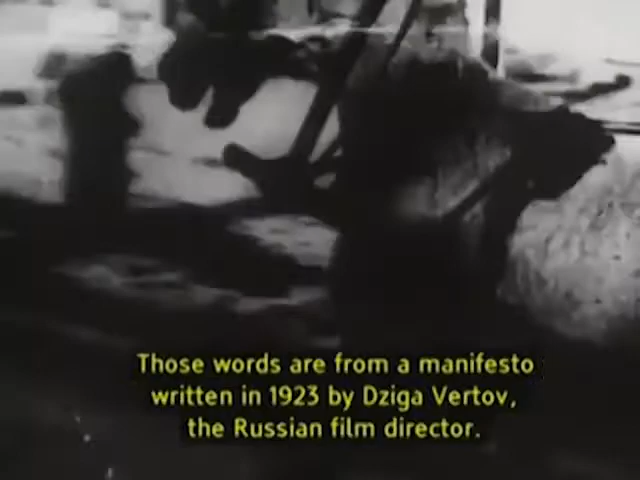 Those words are from a manifesto
written in 1923 by Dziga Vertov,
the Russian film director.